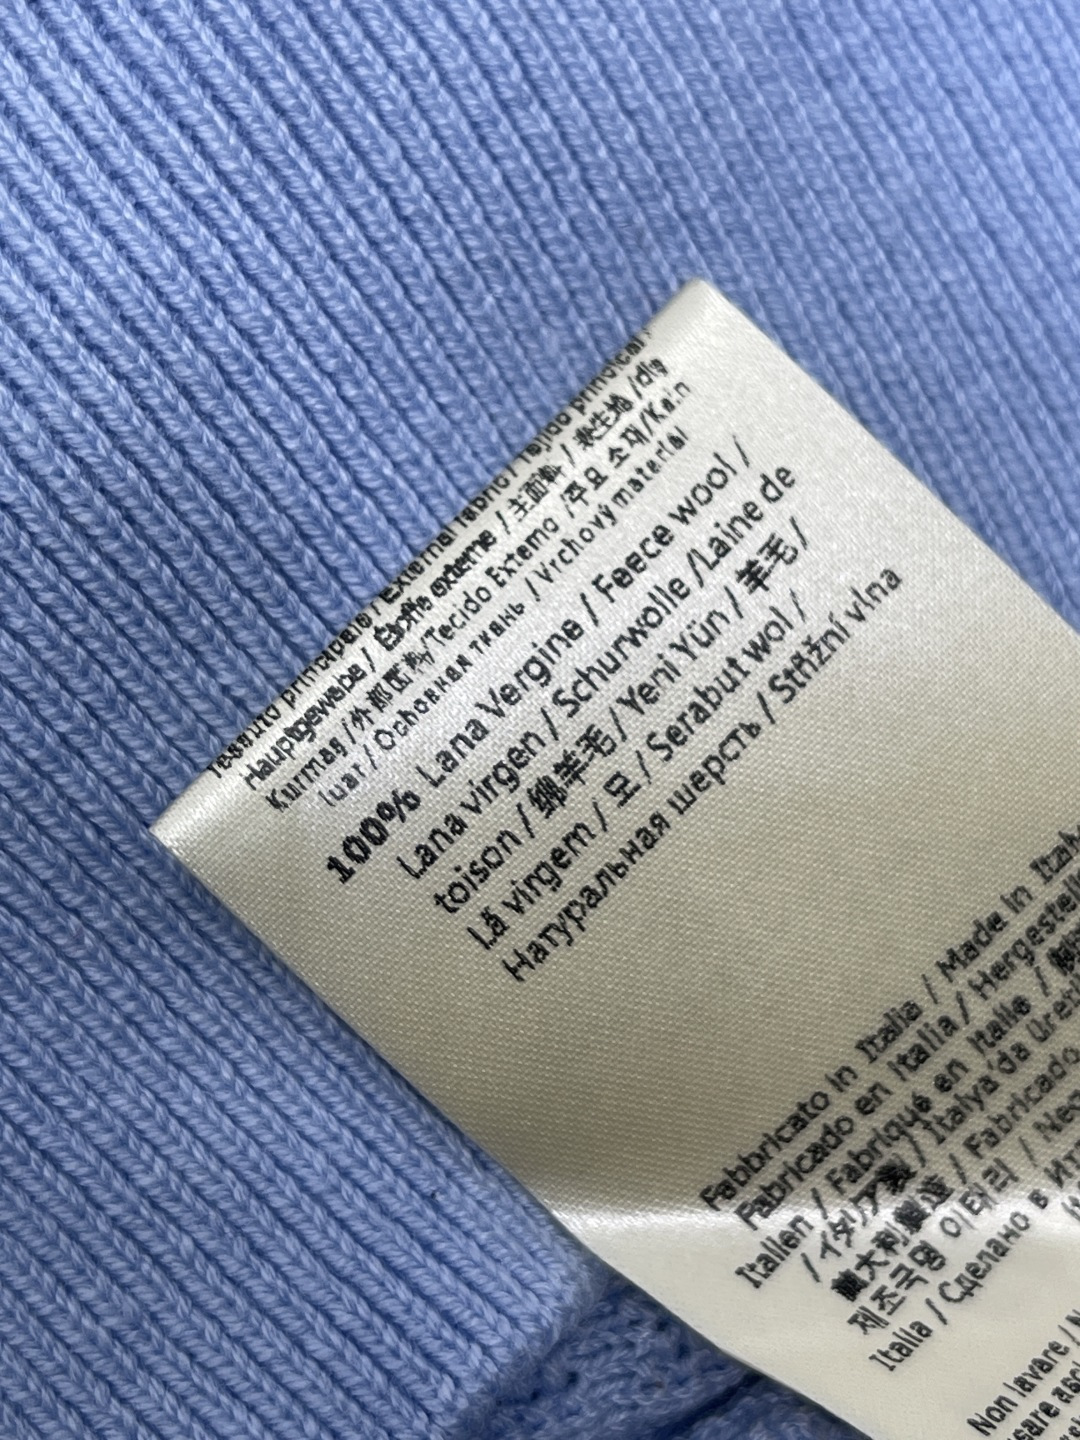 Tessuto principale / External fabric / Tejido principal /
Hauptgewebe / Étoffe externe / 主面料 / 表生地 / dış
Kumaş / 外部面料 / Tecido Externo / 주요 소재 / Kain
luar / Основная ткань / Vrchový materiál
100% Lana Vergine / Feece wool /
Lana virgen / Schurwolle / Laine de
toison / 绵羊毛 / Yeni Yün / 羊毛 /
Lã virgem / 모 / Serabut wol /
Натуральная шерсть / Střižní vlna
Fabbricato in Italia / Made in Italy
Fabricado en Italia / Hergestellt
Italien / Fabriqué en Italie /
/ イタリア製 / İtalya'da üretil
意大利制造 / Fabricado
제조국명 이탈리 / Neg
Italia / Сделано в ИТ
Non lavare /